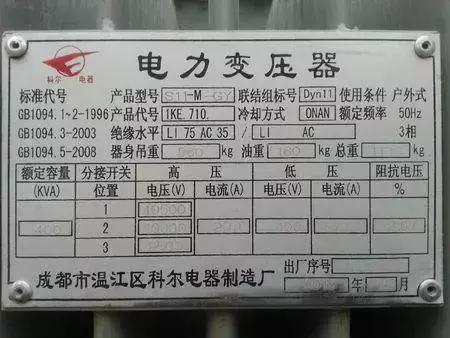 科尔电器
电力变压器
标准代号 产品型号 S11-M-GY 联结组标号 Dyn11 使用条件 户外式
GB1094.1~2-1996 产品代号 1KE.710. 冷却方式 ONAN 额定频率 50Hz
GB1094.3-2003 绝缘水平 LI 75 AC 35 / LI AC 3相
GB1094.5-2008 器身吊重 kg 油重 160 kg 总重 kg
额定容量 分接开关 高压 低压 阻抗电压
(KVA) 位置 电压(V) 电流(A) 电压(V) 电流(A) %
1 10500
400 2 10000 400
3 9500
出厂序号
成都市温江区科尔电器制造厂 年 月